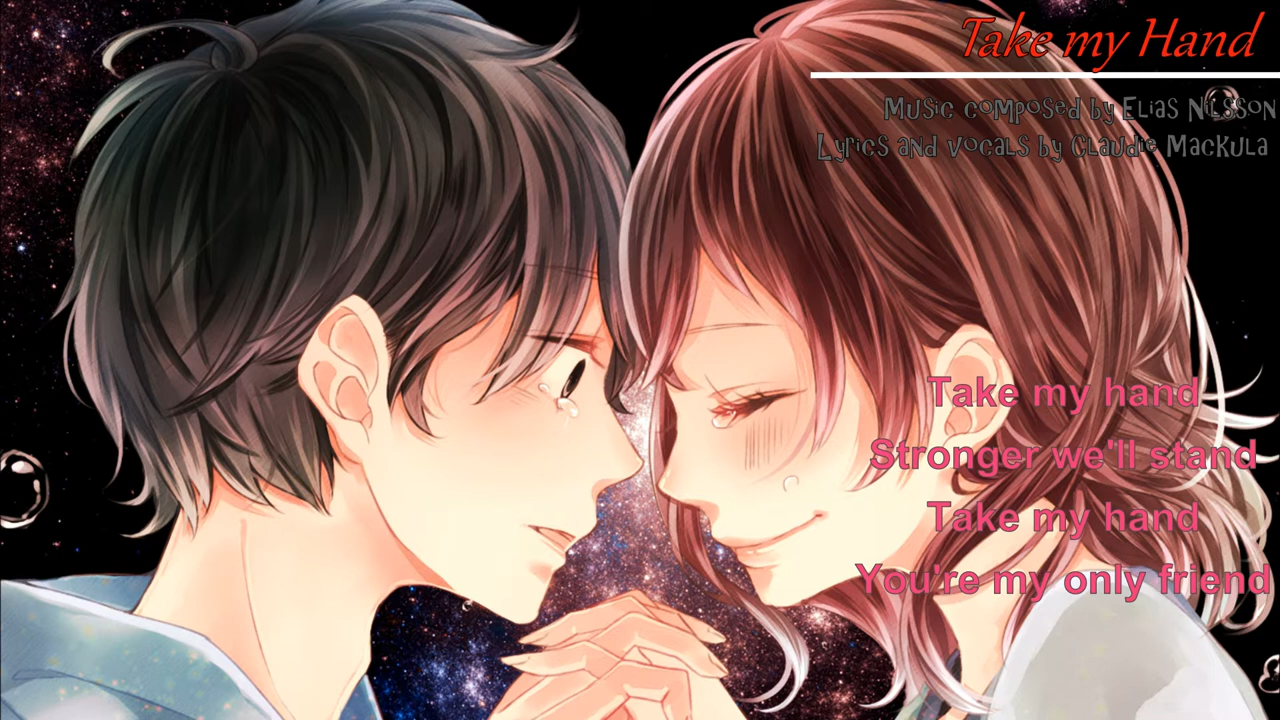 Take my Hand
Music composed by Elias Nilsson
Lyrics and vocals by Claudie Mackula
Take my hand
Stronger we'll stand
Take my hand
You're my only friend